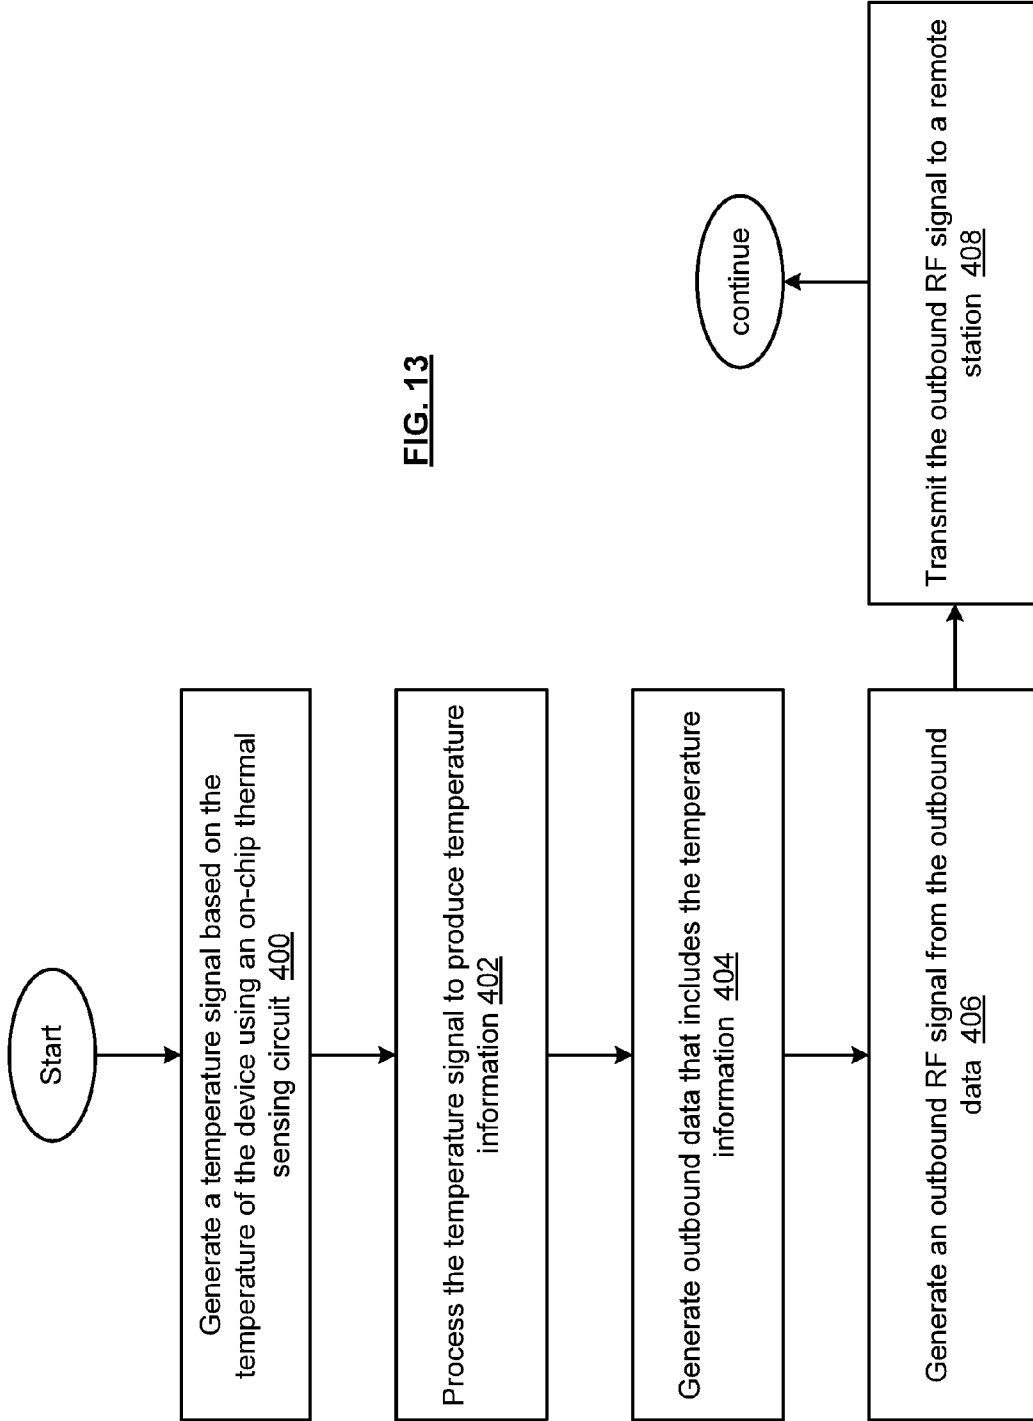 Start
Generate a temperature signal based on the
temperature of the device using an on-chip thermal
sensing circuit 400
Process the temperature signal to produce temperature
information 402
Generate outbound data that includes the temperature
information 404
Generate an outbound RF signal from the outbound
data 406
Transmit the outbound RF signal to a remote
station 408
continue
FIG. 13